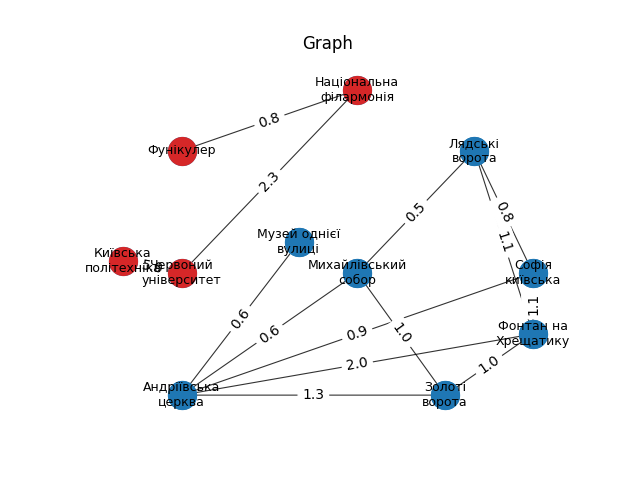 Graph
Національна
філармонія
0.8
Фунікулер
Лядські
ворота
2.3
0.5
0.8
Музей однієї
вулиці
1.1
Київська
політехніка
Червоний
університет
Михайлівський
собор
Софія
київська
1.1
0.6
0.6
0.9
1.0
Фонтан на
Хрещатику
2.0
1.0
Андріївська
церква
1.3
Золоті
ворота